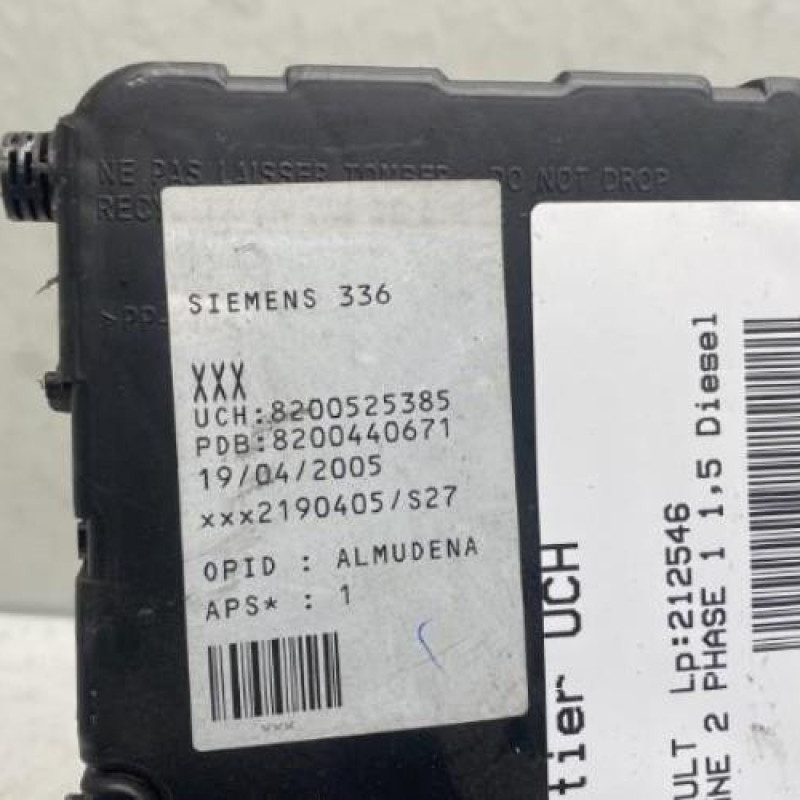 NE PAS LAISSER TOMBER DO NOT DROP
SIEMENS 336
XXX
UCH:8200525385
PDB:8200440671
19/04/2005
xxx2190405/S27
OPID : ALMUDENA
APS* : 1
xxx
tier UCH
ULT Lp:212546
NE 2 PHASE 1 1,5 Diesel